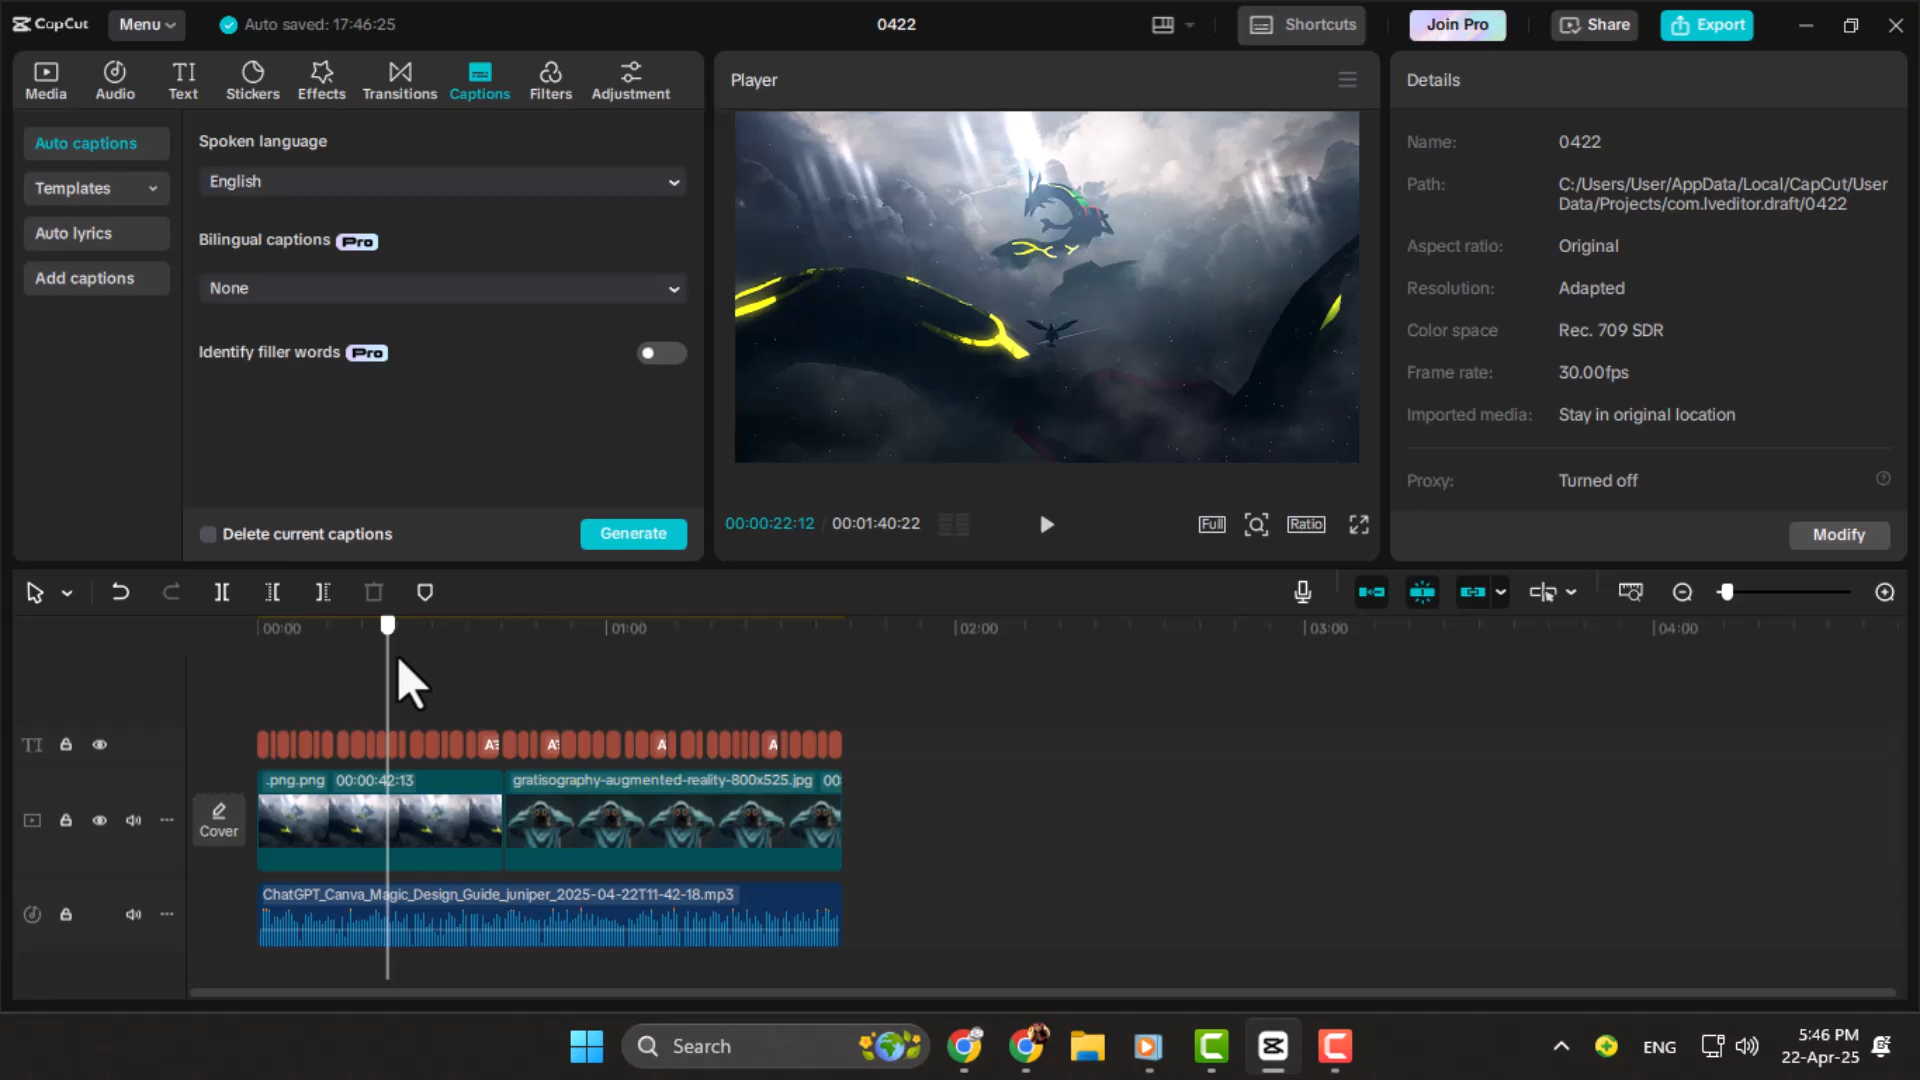 CapCut
Menu
Auto saved: 17:46:25
0422
Shortcuts
Join Pro
Share
Export
Media
Audio
TI
Text
Stickers
Effects
Transitions
Captions
Filters
Adjustment
Auto captions
Templates
Auto lyrics
Add captions
Spoken language
English
Bilingual captions Pro
None
Identify filler words Pro
Delete current captions
Generate
Player
00:00:22:12 / 00:01:40:22
Full
Ratio
Details
Name: 0422
Path: C:/Users/User/AppData/Local/CapCut/User
Data/Projects/com.lveditor.draft/0422
Aspect ratio: Original
Resolution: Adapted
Color space Rec. 709 SDR
Frame rate: 30.00fps
Imported media: Stay in original location
Proxy: Turned off
Modify
00:00
01:00
02:00
03:00
04:00
TI
A
A
A
A
Cover
.png.png 00:00:42:13
gratisography-augmented-reality-800x525.jpg 00:
ChatGPT_Canva_Magic_Design_Guide_juniper_2025-04-22T11-42-18.mp3
Search
ENG
5:46 PM
22-Apr-25